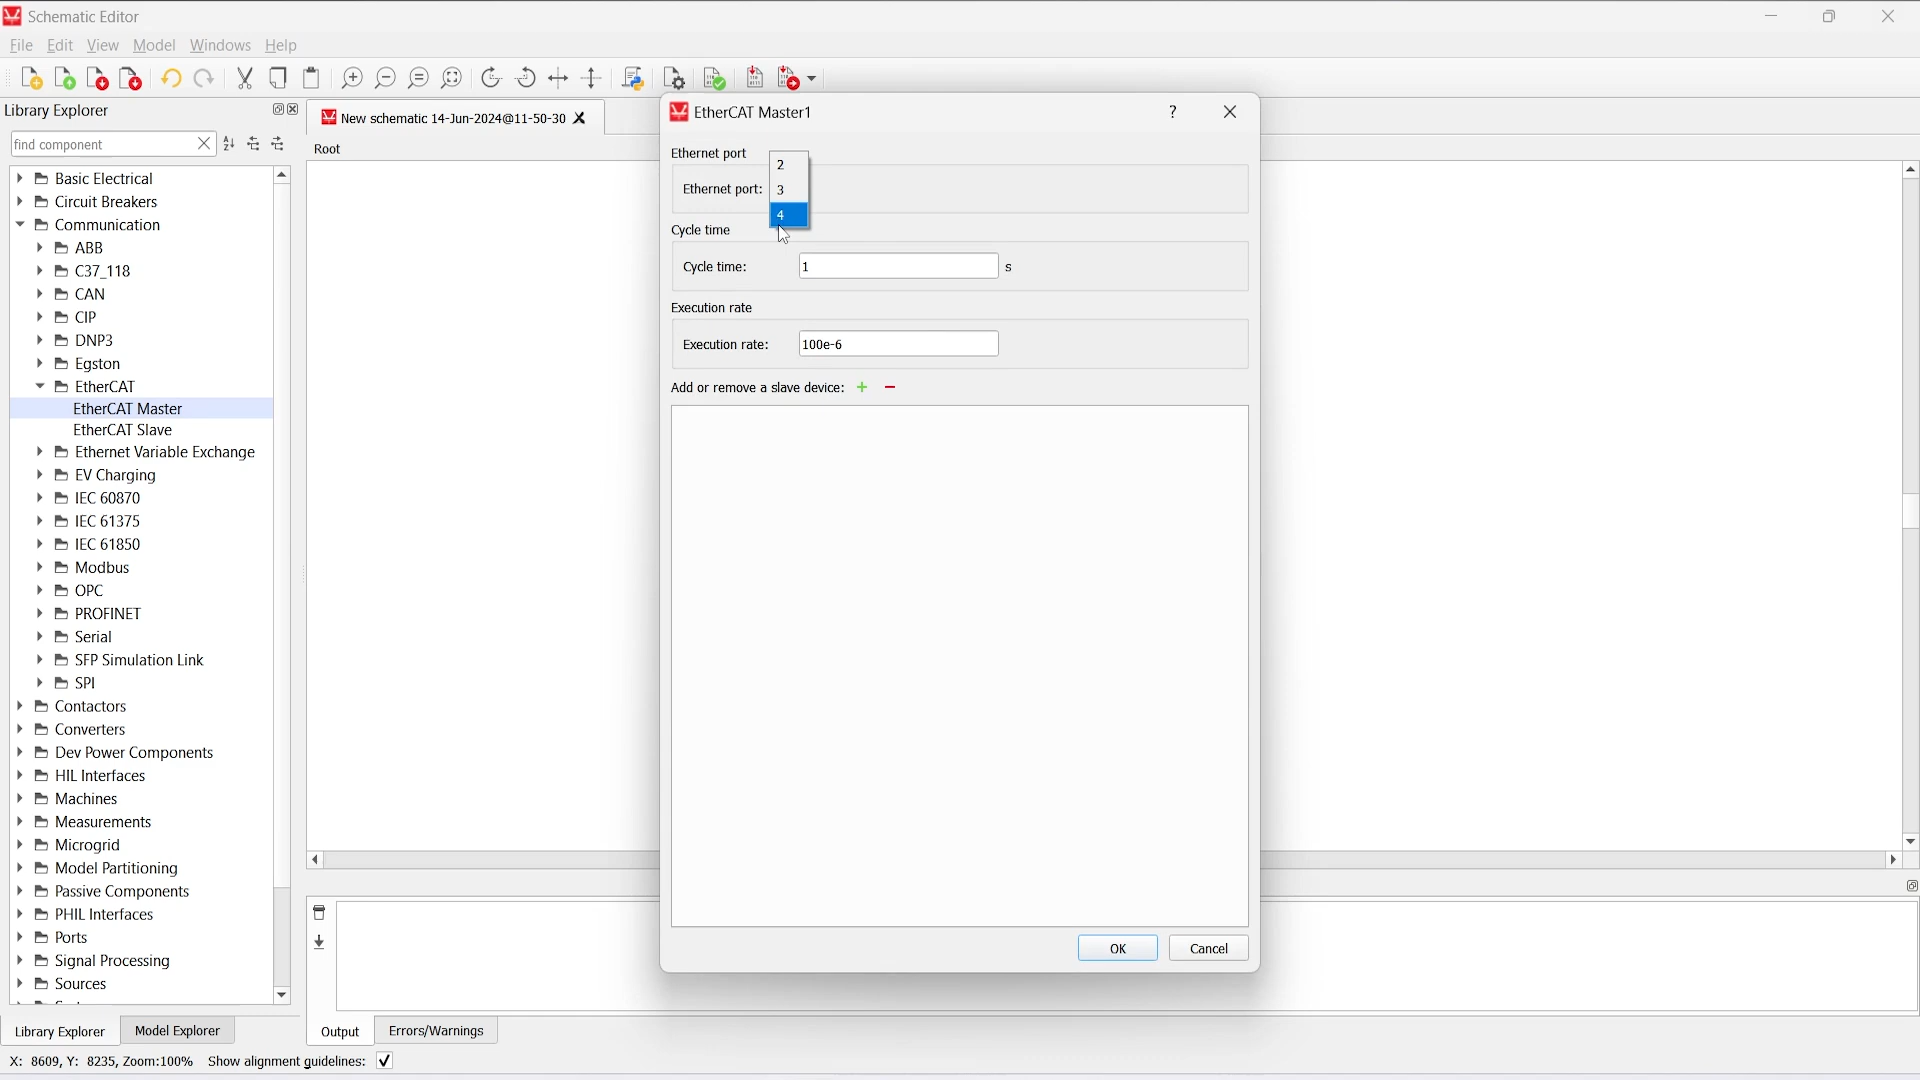 Schematic Editor
File Edit View Model Windows Help
Library Explorer
find component
Basic Electrical
Circuit Breakers
Communication
ABB
C37_118
CAN
CIP
DNP3
Egston
EtherCAT
EtherCAT Master
EtherCAT Slave
Ethernet Variable Exchange
EV Charging
IEC 60870
IEC 61375
IEC 61850
Modbus
OPC
PROFINET
Serial
SFP Simulation Link
SPI
Contactors
Converters
Dev Power Components
HIL Interfaces
Machines
Measurements
Microgrid
Model Partitioning
Passive Components
PHIL Interfaces
Ports
Signal Processing
Sources
Library Explorer Model Explorer
New schematic 14-Jun-2024@11-50-30
Root
EtherCAT Master1 ?
Ethernet port
Ethernet port:
2
3
4
Cycle time
Cycle time: 1 s
Execution rate
Execution rate: 100e-6
Add or remove a slave device: + −
OK Cancel
Output Errors/Warnings
X: 8609, Y: 8235, Zoom:100% Show alignment guidelines: